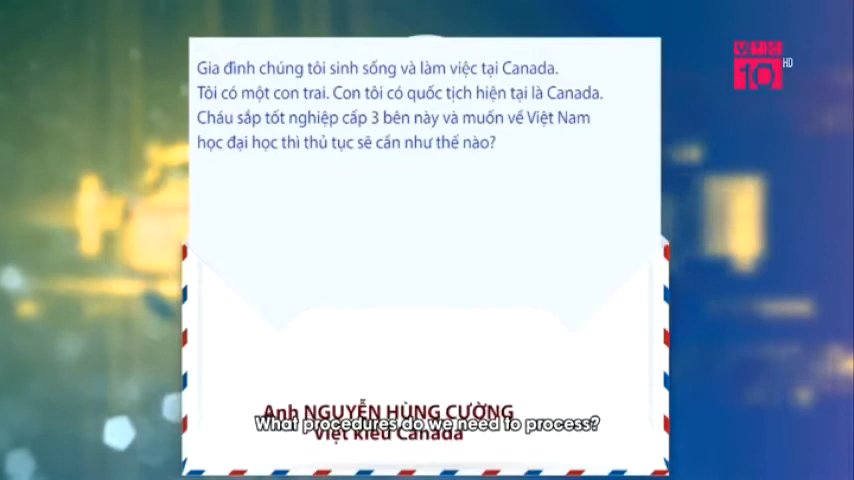 Gia đình chúng tôi sinh sống và làm việc tại Canada.
Tôi có một con trai. Con tôi có quốc tịch hiện tại là Canada.
Cháu sắp tốt nghiệp cấp 3 bên này và muốn về Việt Nam
học đại học thì thủ tục sẽ cần như thế nào?
VTC
10 HD
Anh NGUYỄN HÙNG CƯỜNG
What procedures do we need to process?
Việt kiều Canada